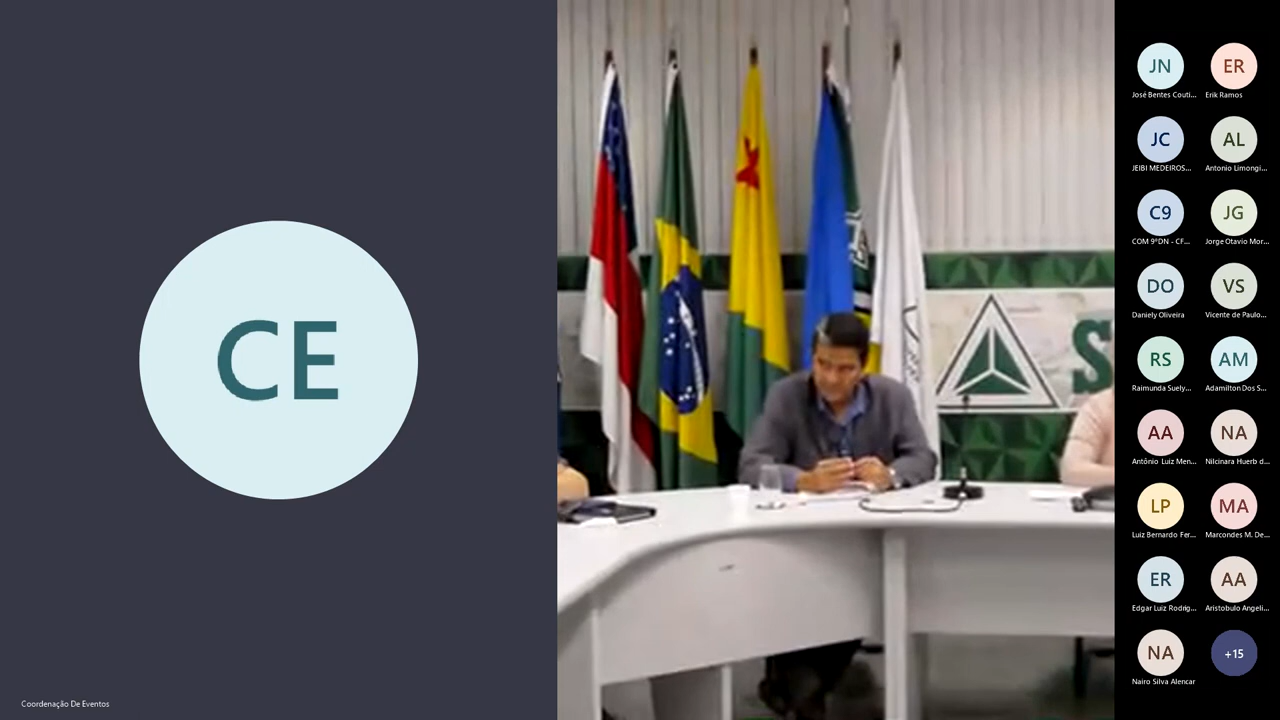 CE
Coordenação De Eventos
S
JN
José Bentes Couti...
ER
Erik Ramos
JC
JEIBI MEDEIROS...
AL
Antonio Limongi...
C9
COM 9ºDN - CF...
JG
Jorge Otavio Mor...
DO
Daniely Oliveira
VS
Vicente de Paulo...
RS
Raimunda Suely...
AM
Adamilton Dos S...
AA
Antônio Luiz Men...
NA
Nilcinara Huerb d...
LP
Luiz Bernardo Fer...
MA
Marcondes M. De...
ER
Edgar Luiz Rodrig...
AA
Aristobulo Angeli...
NA
Nairo Silva Alencar
+15